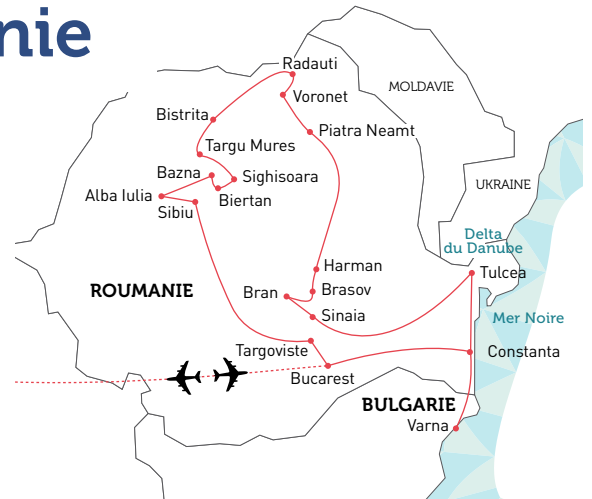 nie
Radauti
MOLDAVIE
Voronet
Bistrita
Piatra Neamt
Targu Mures
Bazna
Sighisoara
UKRAINE
Alba Iulia
Biertan
Sibiu
Delta
du Danube
Harman
Tulcea
ROUMANIE
Bran
Brasov
Sinaia
Mer Noire
Targoviste
Constanta
Bucarest
BULGARIE
Varna